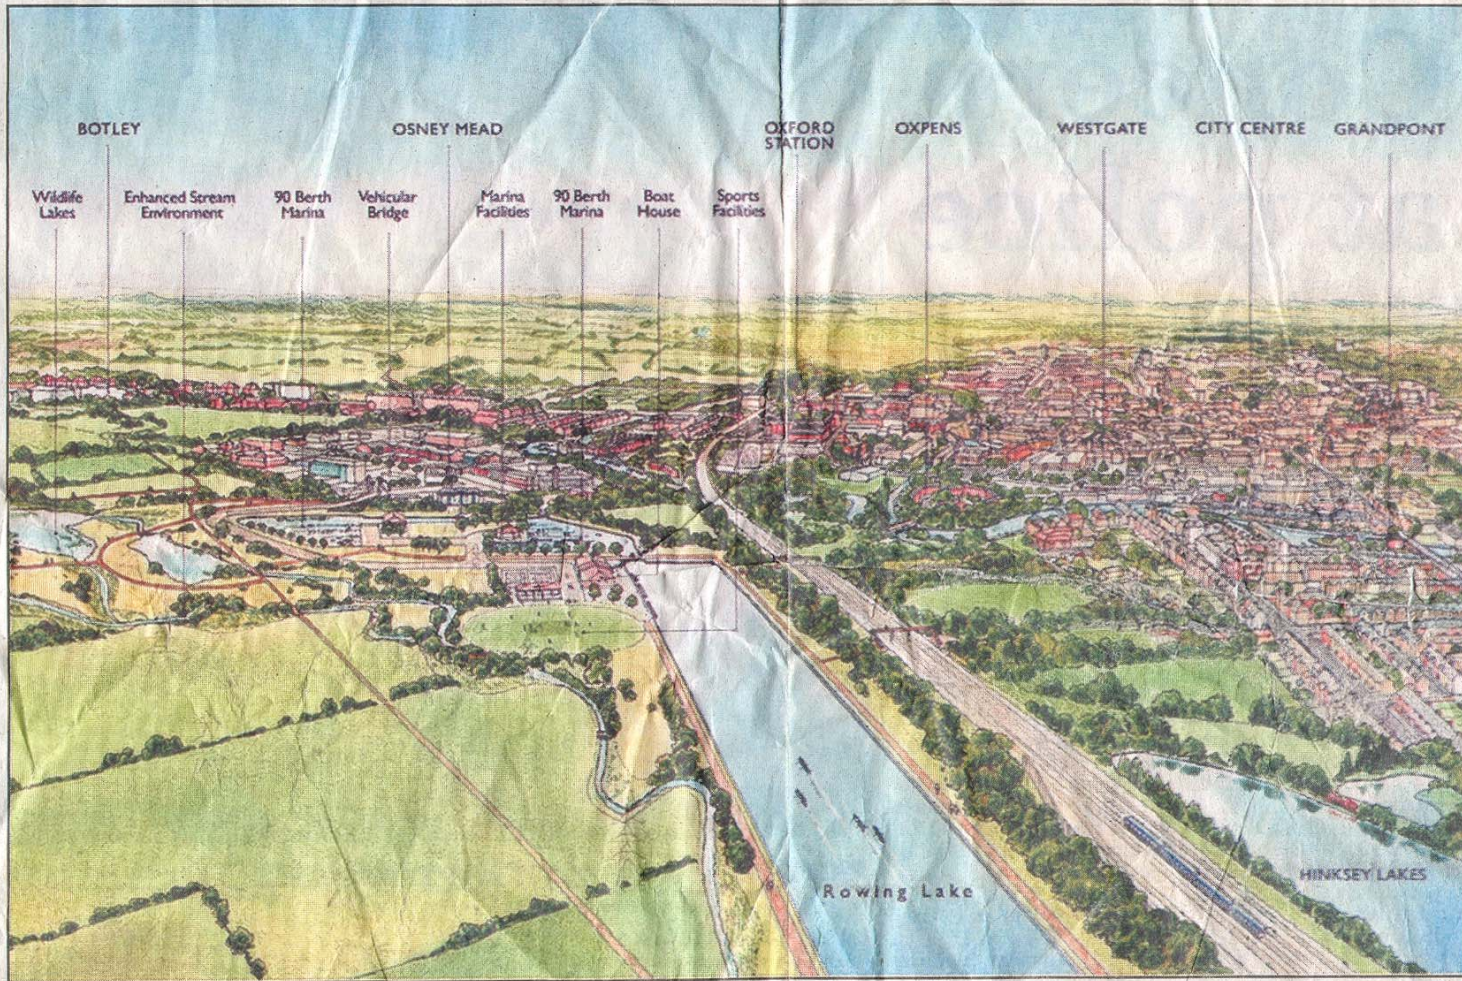 BOTLEY
OSNEY MEAD
OXFORD
STATION
OXPENS
WESTGATE
CITY CENTRE
GRANDPONT
Wildlife
Lakes
Enhanced Stream
Environment
90 Berth
Marina
Vehicular
Bridge
Marina
Facilities
90 Berth
Marina
Boat
House
Sports
Facilities
HINKSEY LAKES
Rowing Lake